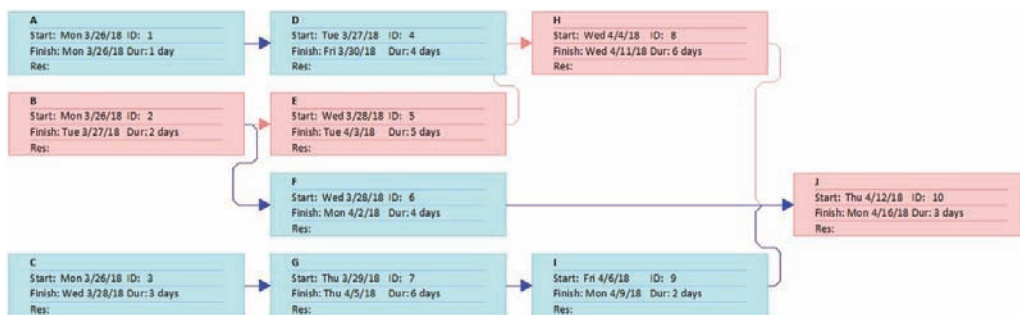 A
Start: Mon 3/26/18 ID: 1
Finish: Mon 3/26/18 Dur: 1 day
Res:
D
Start: Tue 3/27/18 ID: 4
Finish: Fri 3/30/18 Dur: 4 days
Res:
H
Start: Wed 4/4/18 ID: 8
Finish: Wed 4/11/18 Dur: 6 days
Res:
B
Start: Mon 3/26/18 ID: 2
Finish: Tue 3/27/18 Dur: 2 days
Res:
E
Start: Wed 3/28/18 ID: 5
Finish: Tue 4/3/18 Dur: 5 days
Res:
F
Start: Wed 3/28/18 ID: 6
Finish: Mon 4/2/18 Dur: 4 days
Res:
J
Start: Thu 4/12/18 ID: 10
Finish: Mon 4/16/18 Dur: 3 days
Res:
C
Start: Mon 3/26/18 ID: 3
Finish: Wed 3/28/18 Dur: 3 days
Res:
G
Start: Thu 3/29/18 ID: 7
Finish: Thu 4/5/18 Dur: 6 days
Res:
I
Start: Fri 4/6/18 ID: 9
Finish: Mon 4/9/18 Dur: 2 days
Res: